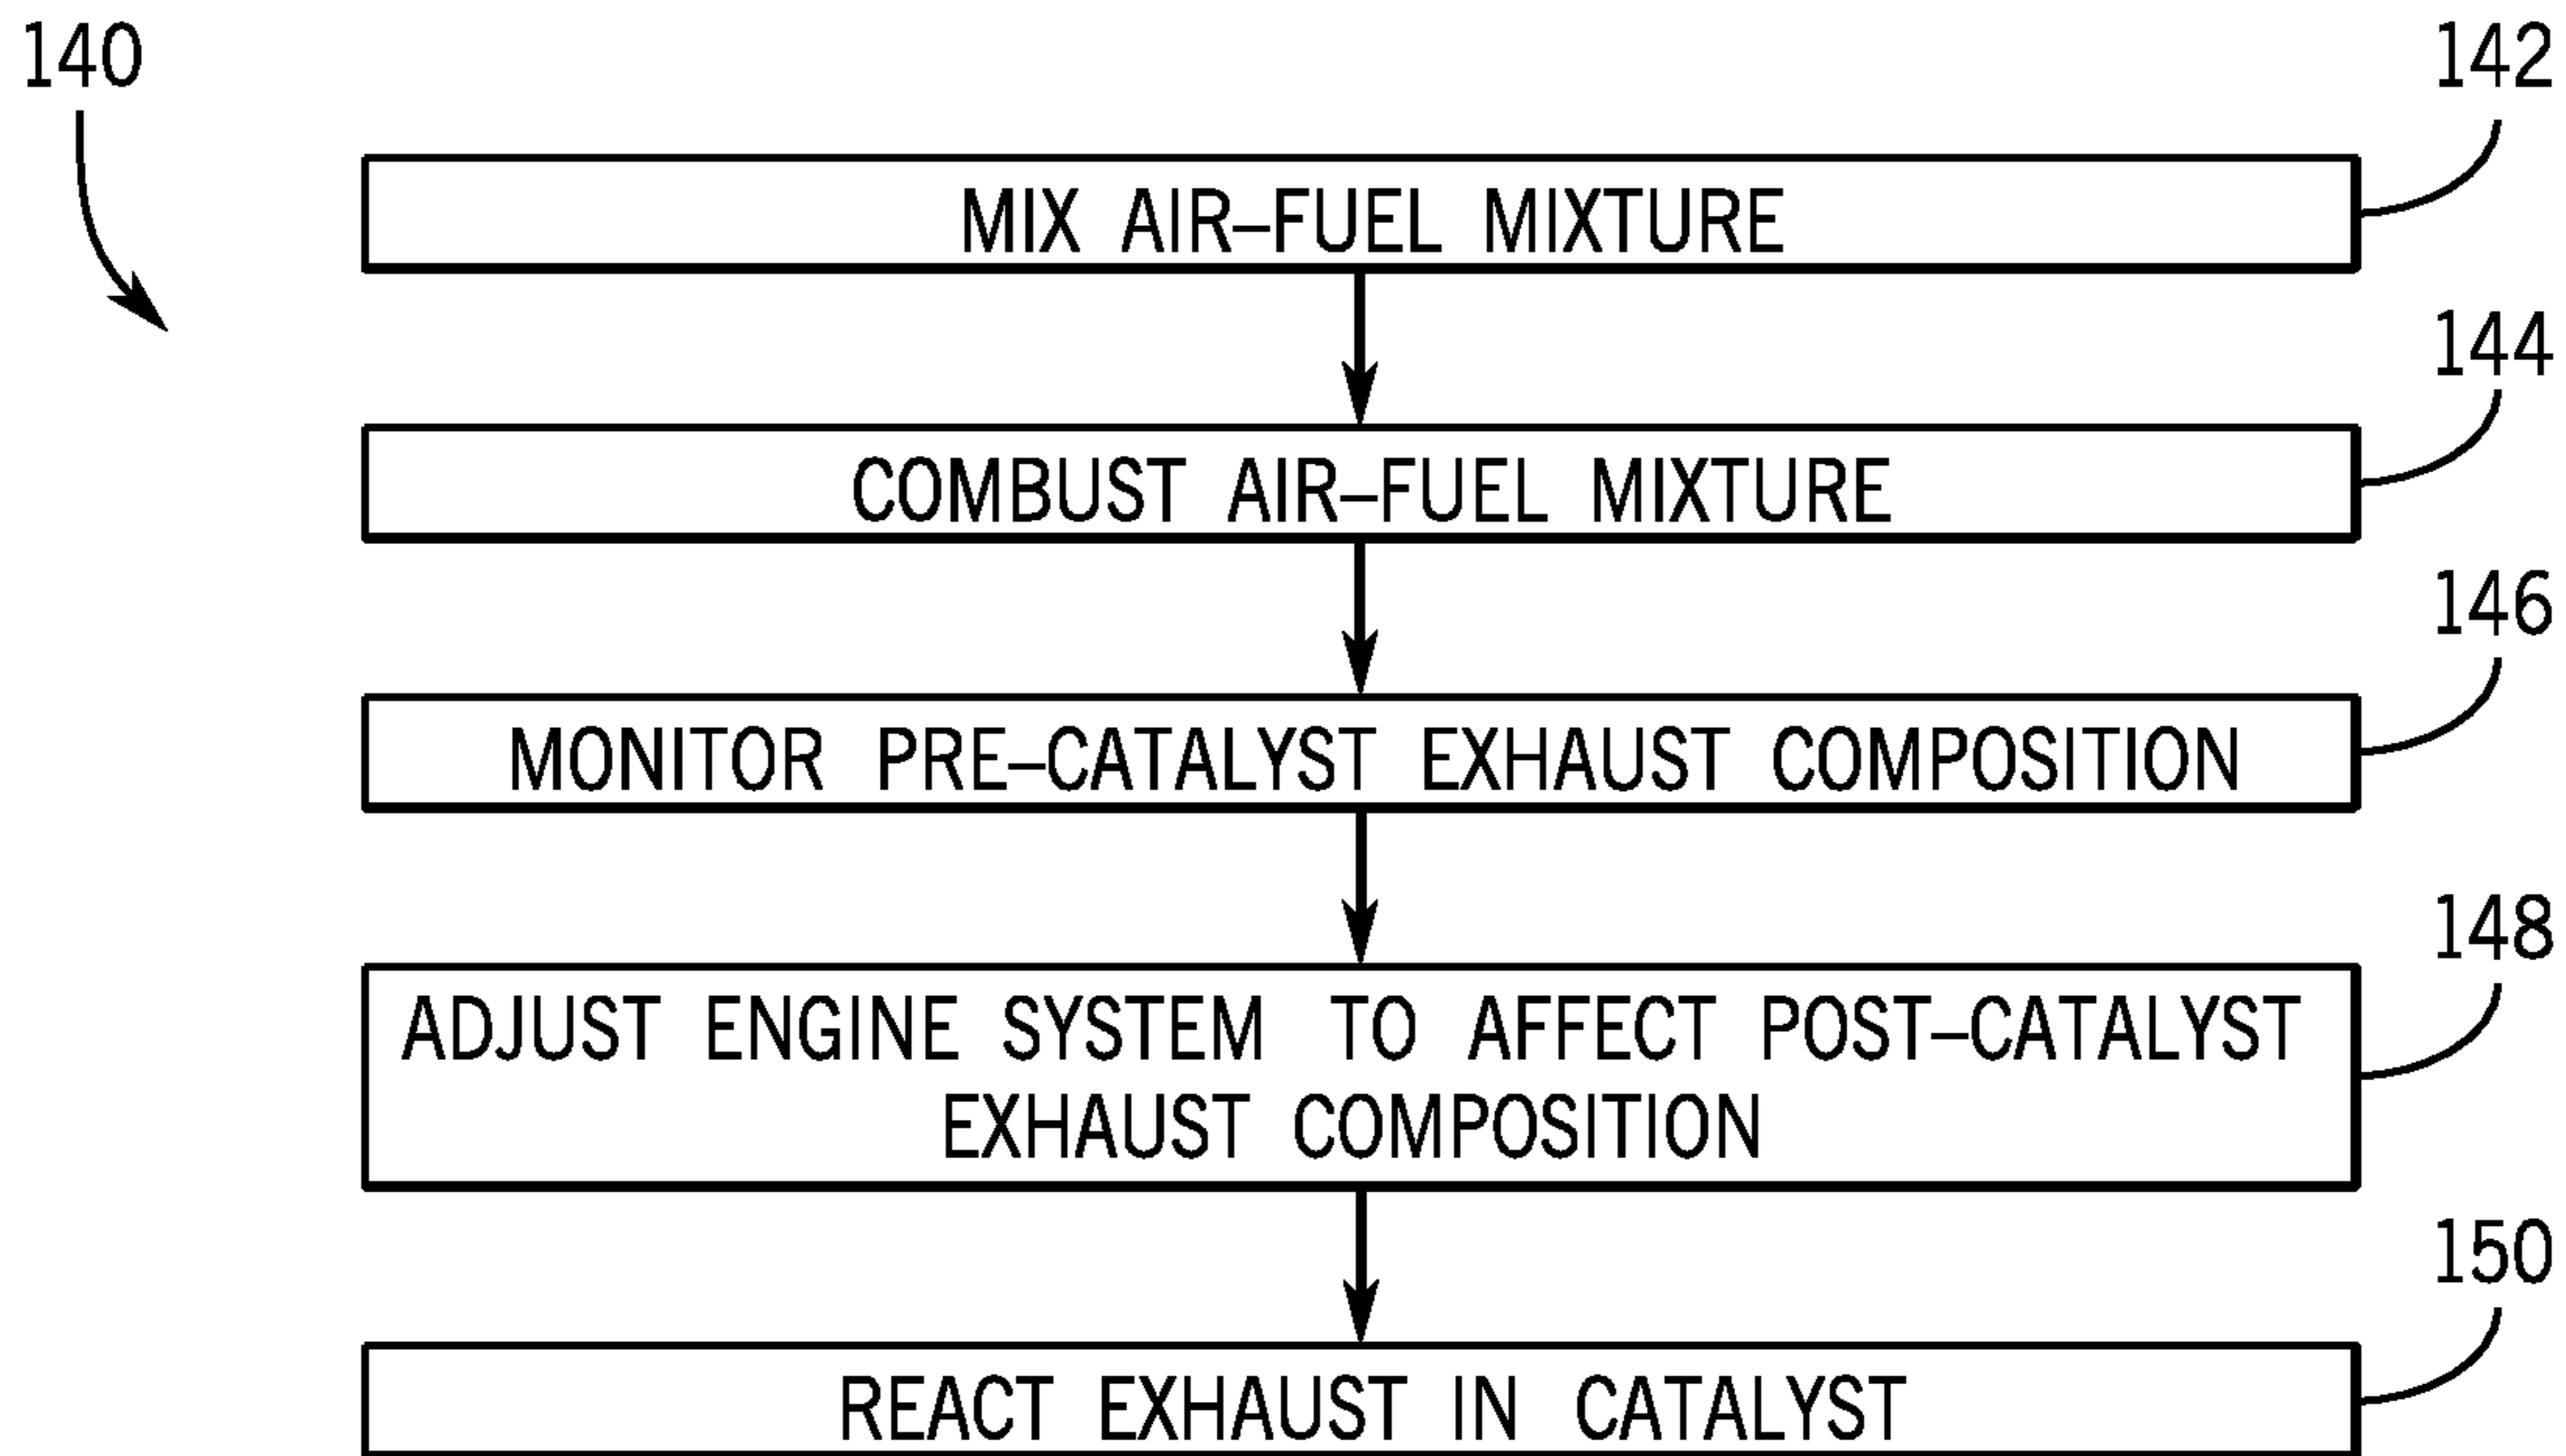 140
142
MIX AIR–FUEL MIXTURE
144
COMBUST AIR–FUEL MIXTURE
146
MONITOR PRE–CATALYST EXHAUST COMPOSITION
148
ADJUST ENGINE SYSTEM TO AFFECT POST–CATALYST
EXHAUST COMPOSITION
150
REACT EXHAUST IN CATALYST